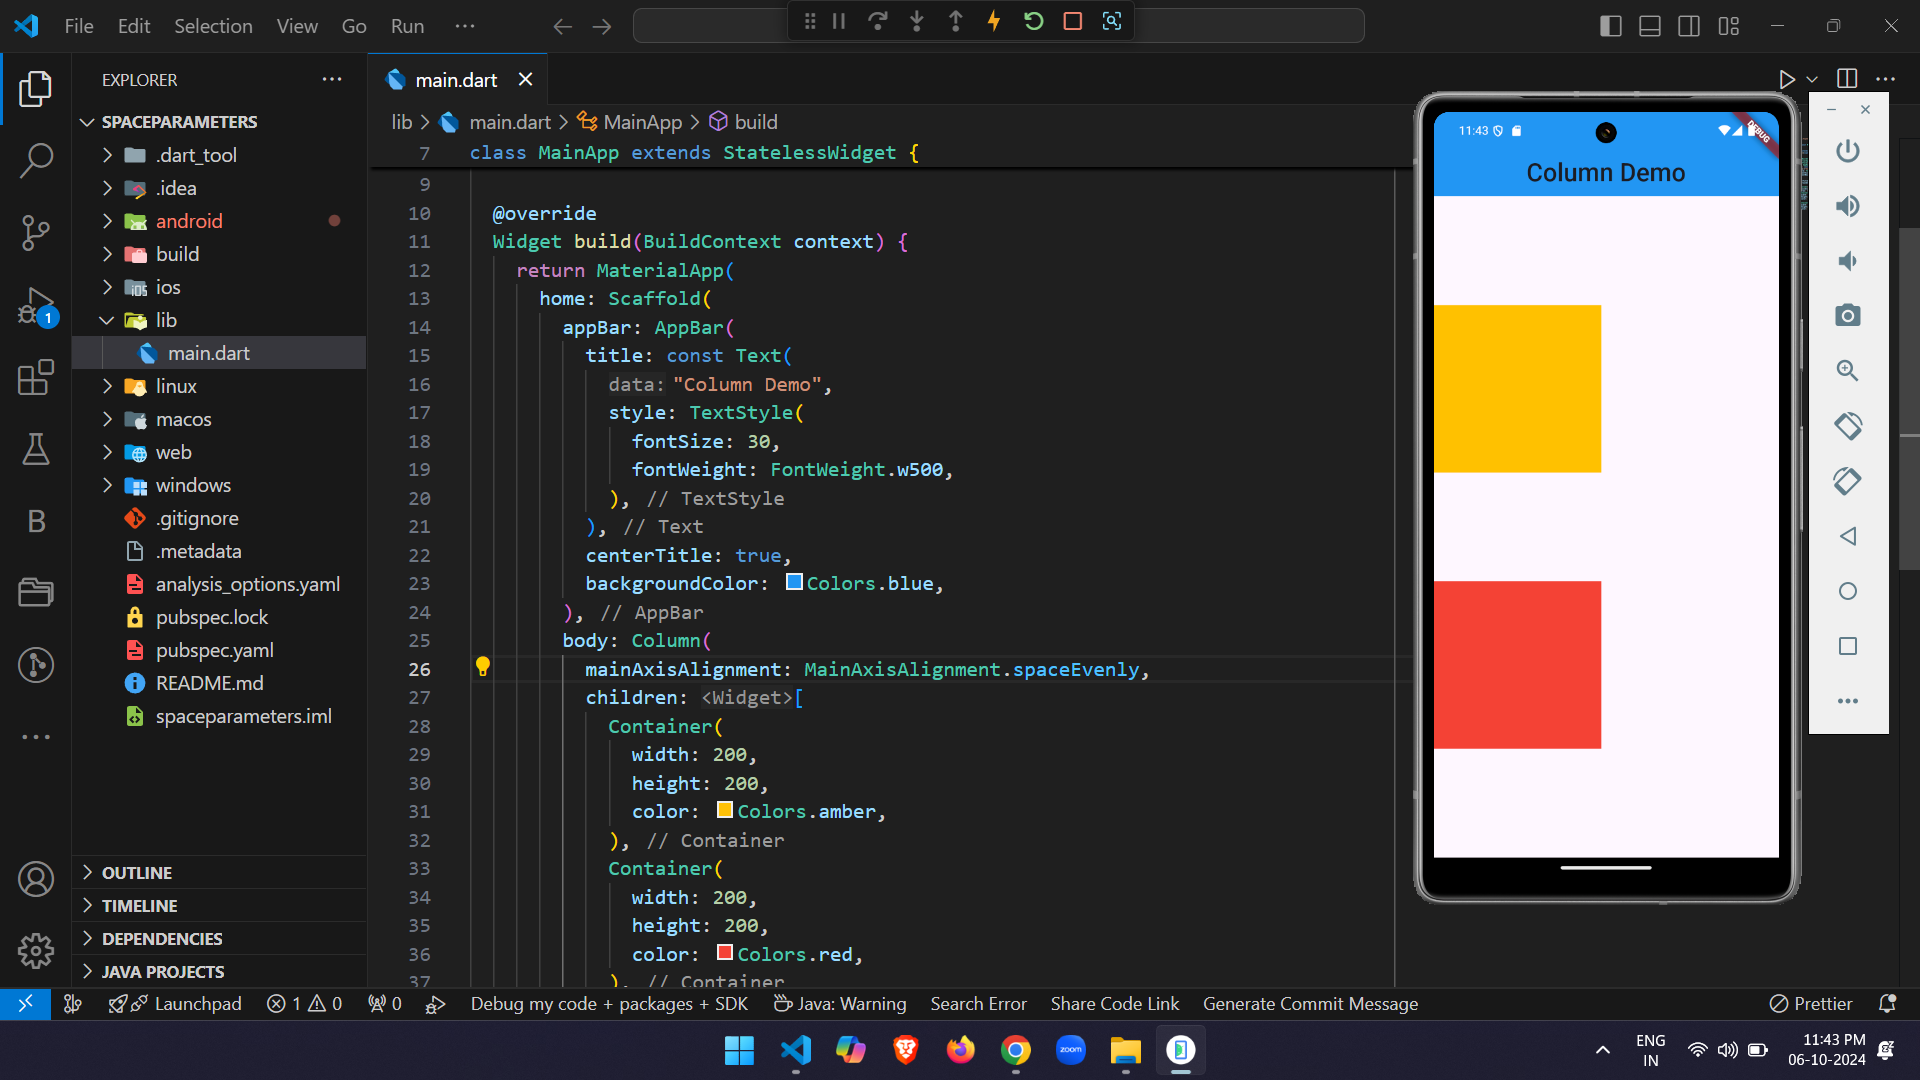 File Edit Selection View Go Run
EXPLORER
main.dart
SPACEPARAMETERS
.dart_tool
.idea
android
build
ios
lib
main.dart
linux
macos
web
windows
.gitignore
.metadata
analysis_options.yaml
pubspec.lock
pubspec.yaml
README.md
spaceparameters.iml
OUTLINE
TIMELINE
DEPENDENCIES
JAVA PROJECTS
1
B
lib > main.dart > MainApp > build
7 class MainApp extends StatelessWidget {
9
10 @override
11 Widget build(BuildContext context) {
12 return MaterialApp(
13 home: Scaffold(
14 appBar: AppBar(
15 title: const Text(
16 data: "Column Demo",
17 style: TextStyle(
18 fontSize: 30,
19 fontWeight: FontWeight.w500,
20 ), // TextStyle
21 ), // Text
22 centerTitle: true,
23 backgroundColor: Colors.blue,
24 ), // AppBar
25 body: Column(
26 mainAxisAlignment: MainAxisAlignment.spaceEvenly,
27 children: <Widget>[
28 Container(
29 width: 200,
30 height: 200,
31 color: Colors.amber,
32 ), // Container
33 Container(
34 width: 200,
35 height: 200,
36 color: Colors.red,
37 ), // Container
11:43
DEBUG
Column Demo
Launchpad 1 0 0 Debug my code + packages + SDK Java: Warning Search Error Share Code Link Generate Commit Message Prettier
zoom
ENG
IN
11:43 PM
06-10-2024